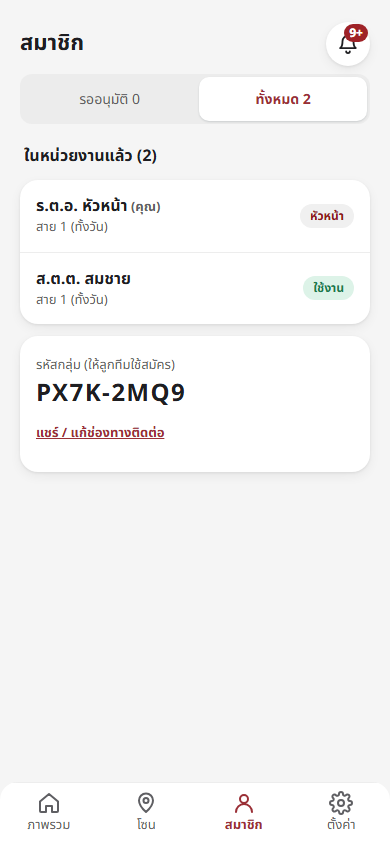 สมาชิก
9+
รออนุมัติ 0
ทั้งหมด 2
ในหน่วยงานแล้ว (2)
ร.ต.อ. หัวหน้า (คุณ)
สาย 1 (ทั้งวัน)
หัวหน้า
ส.ต.ต. สมชาย
สาย 1 (ทั้งวัน)
ใช้งาน
รหัสกลุ่ม (ให้ลูกทีมใช้สมัคร)
PX7K-2MQ9
แชร์ / แก้ช่องทางติดต่อ
ภาพรวม
โซน
สมาชิก
ตั้งค่า